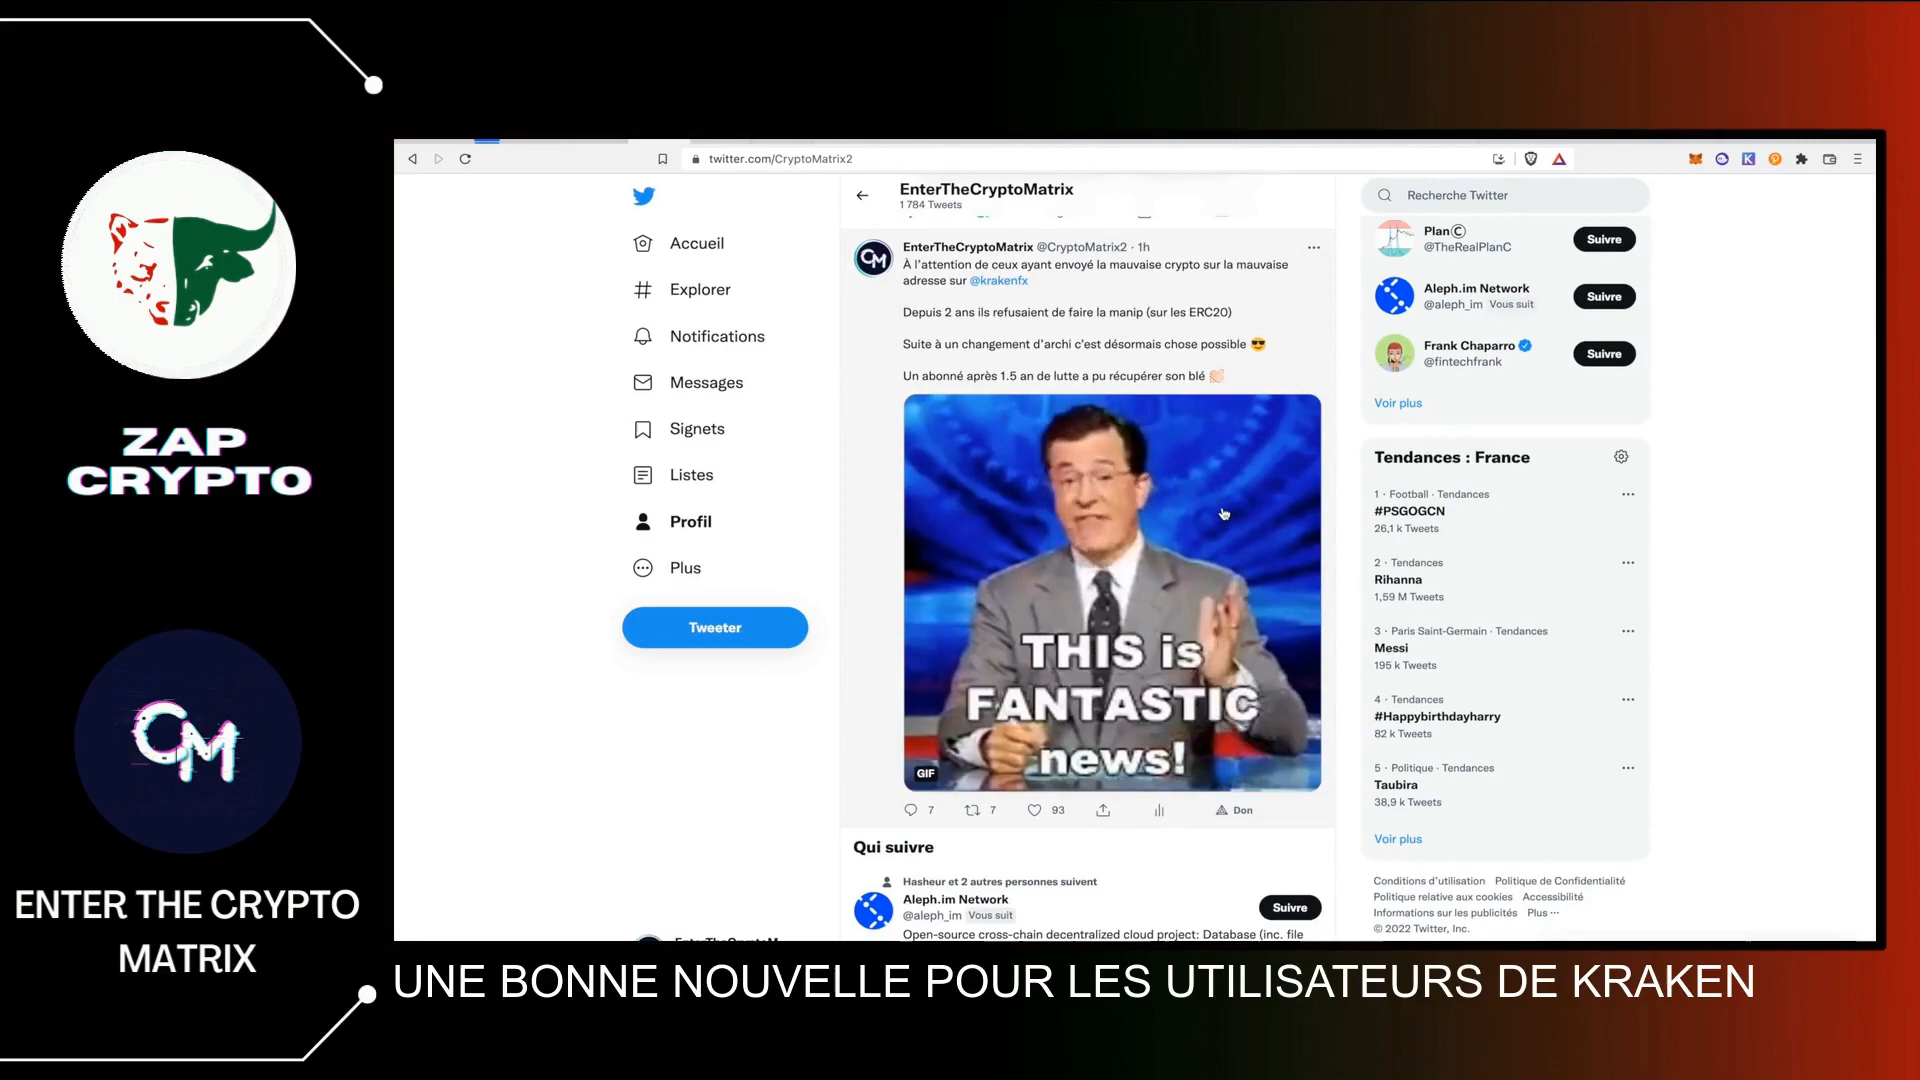 ZAP
CRYPTO
CM
ENTER THE CRYPTO
MATRIX
twitter.com/CryptoMatrix2
Accueil
Explorer
Notifications
Messages
Signets
Listes
Profil
Plus
Tweeter
EnterTheCryptoMatrix
1 784 Tweets
CM
EnterTheCryptoMatrix @CryptoMatrix2 · 1h
À l'attention de ceux ayant envoyé la mauvaise crypto sur la mauvaise
adresse sur @krakenfx
Depuis 2 ans ils refusaient de faire la manip (sur les ERC20)
Suite à un changement d'archi c'est désormais chose possible 😎
Un abonné après 1.5 an de lutte a pu récupérer son blé 👏🏻
THIS is
FANTASTIC
news!
GIF
7
7
93
Don
Qui suivre
Hasheur et 2 autres personnes suivent
Aleph.im Network
@aleph_im Vous suit
Suivre
Open-source cross-chain decentralized cloud project: Database (inc. file
Recherche Twitter
Plan©
@TheRealPlanC
Suivre
Aleph.im Network
@aleph_im Vous suit
Suivre
Frank Chaparro
@fintechfrank
Suivre
Voir plus
Tendances : France
1 · Football · Tendances
#PSGOGCN
26,1 k Tweets
2 · Tendances
Rihanna
1,59 M Tweets
3 · Paris Saint-Germain · Tendances
Messi
195 k Tweets
4 · Tendances
#Happybirthdayharry
82 k Tweets
5 · Politique · Tendances
Taubira
38,9 k Tweets
Voir plus
Conditions d'utilisation Politique de Confidentialité
Politique relative aux cookies Accessibilité
Informations sur les publicités Plus ···
© 2022 Twitter, Inc.
UNE BONNE NOUVELLE POUR LES UTILISATEURS DE KRAKEN